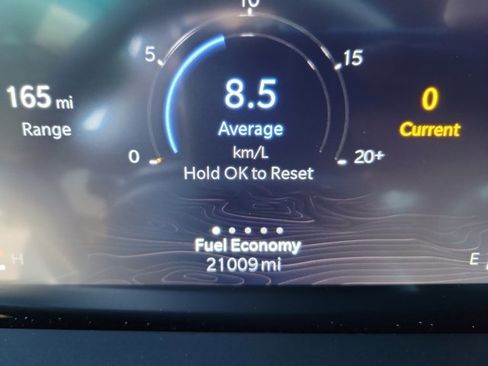 10
5
15
165 mi
8.5
0
Range
Average
Current
0
km/L
20+
Hold OK to Reset
Fuel Economy
H
21009 mi
E